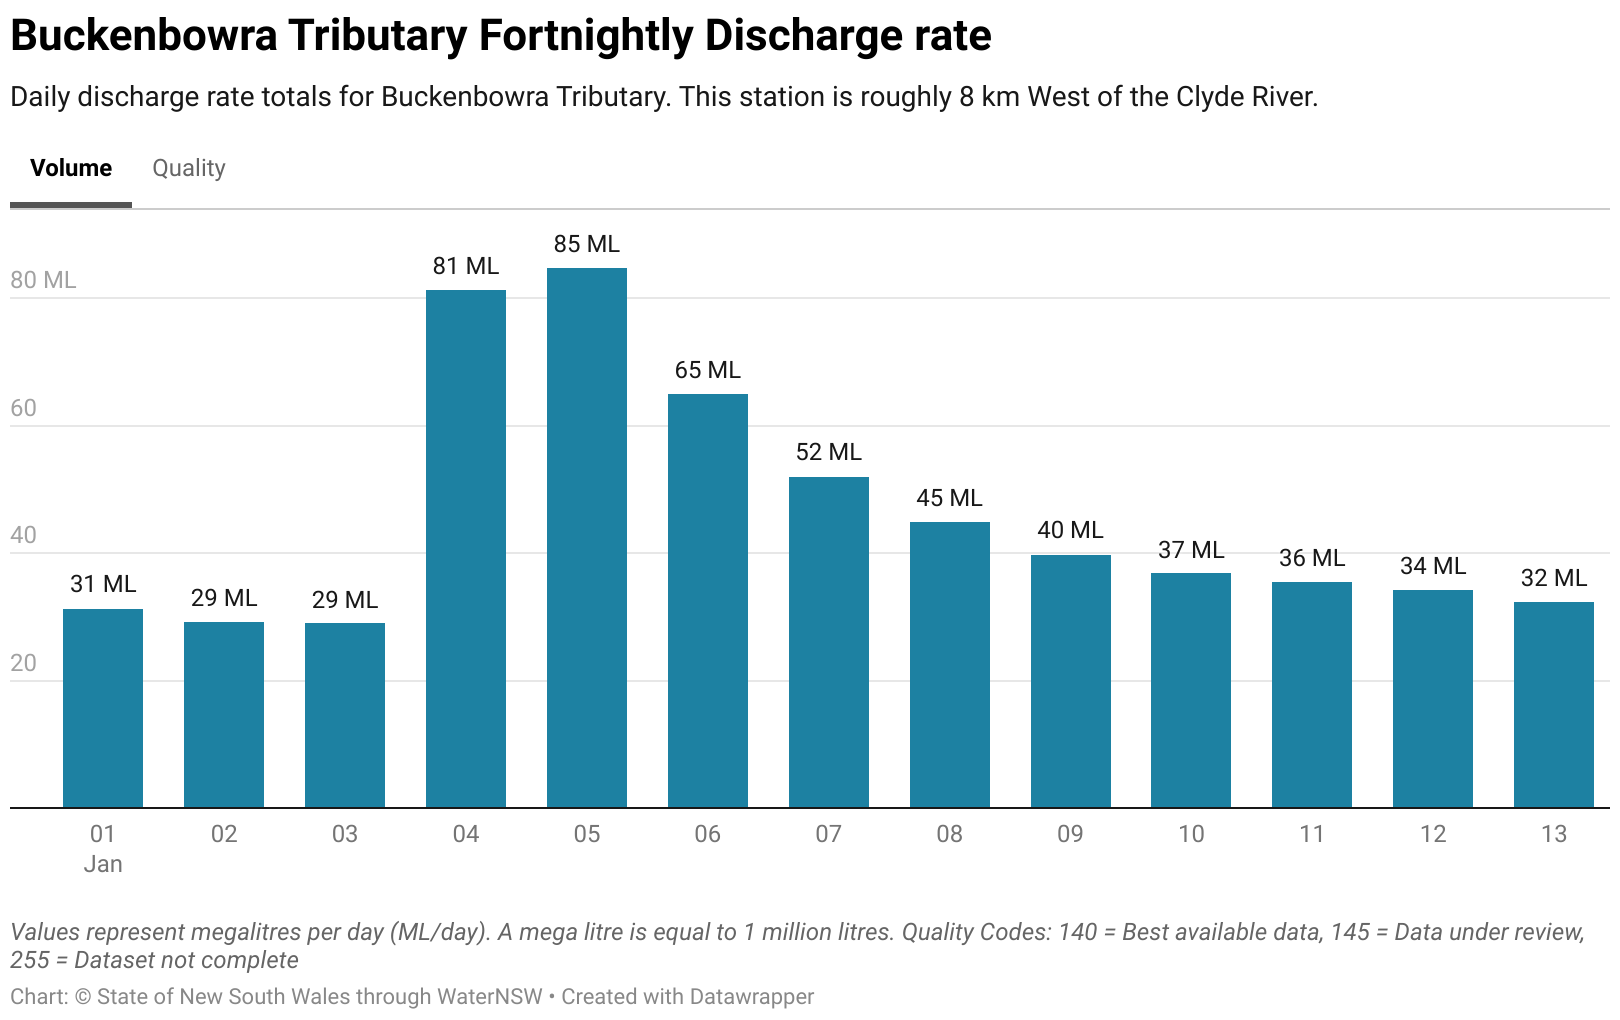 Buckenbowra Tributary Fortnightly Discharge rate
Daily discharge rate totals for Buckenbowra Tributary. This station is roughly 8 km West of the Clyde River.
Volume Quality
80 ML
60
40
20
31 ML
29 ML
29 ML
81 ML
85 ML
65 ML
52 ML
45 ML
40 ML
37 ML
36 ML
34 ML
32 ML
01 02 03 04 05 06 07 08 09 10 11 12 13
Jan
Values represent megalitres per day (ML/day). A mega litre is equal to 1 million litres. Quality Codes: 140 = Best available data, 145 = Data under review,
255 = Dataset not complete
Chart: © State of New South Wales through WaterNSW • Created with Datawrapper